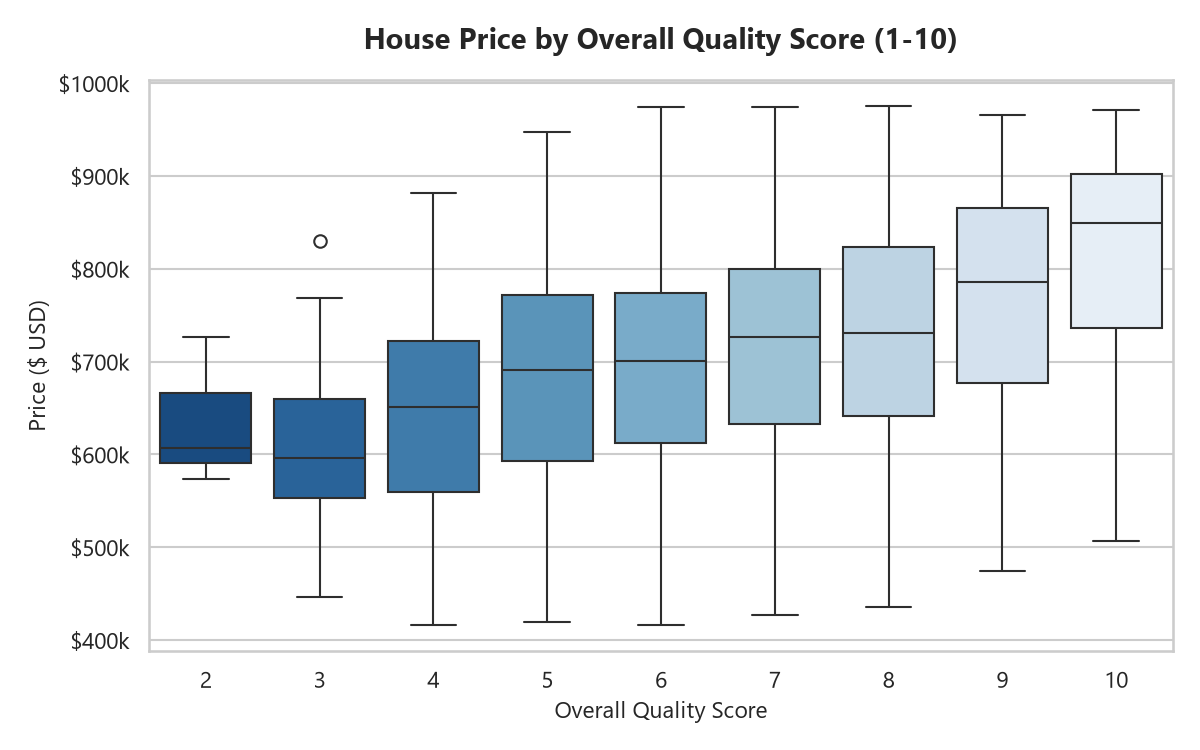 House Price by Overall Quality Score (1-10)
$1000k
$900k
$800k
$700k
$600k
$500k
$400k
Price ($ USD)
2 3 4 5 6 7 8 9 10
Overall Quality Score